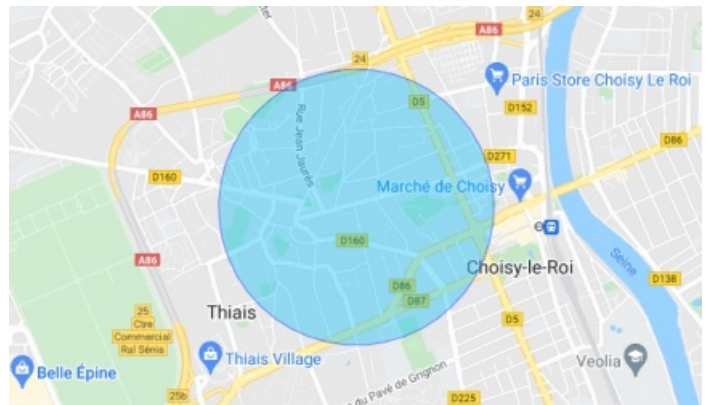 24
A86
24
A86
D5
Paris Store Choisy Le Roi
D152
Rue Jean Jaurès
D86
D271
D160
Marché de Choisy
D160
A86
Choisy-le-Roi
Seine
D138
D86
D87
Thiais
25
Ctre
Commercial
Ral Sénia
D5
Thiais Village
Veolia
Belle Épine
25b
du Pavé de Grignon
D225